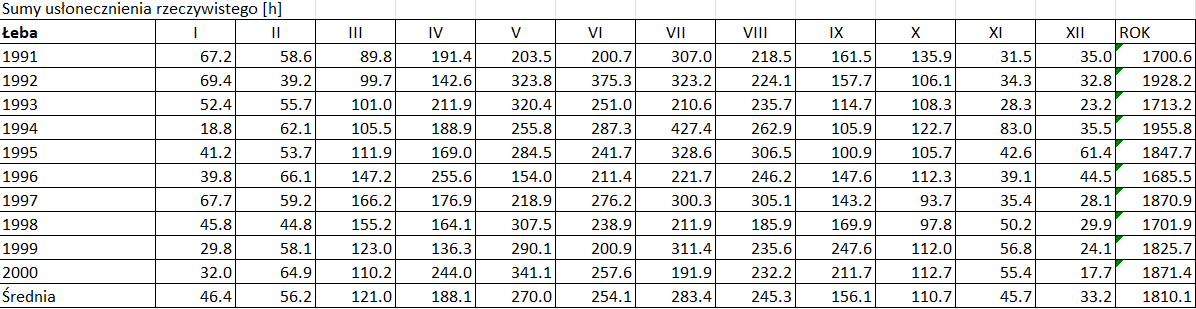 Sumy usłonecznienia rzeczywistego [h]
Łeba I II III IV V VI VII VIII IX X XI XII ROK
1991 67.2 58.6 89.8 191.4 203.5 200.7 307.0 218.5 161.5 135.9 31.5 35.0 1700.6
1992 69.4 39.2 99.7 142.6 323.8 375.3 323.2 224.1 157.7 106.1 34.3 32.8 1928.2
1993 52.4 55.7 101.0 211.9 320.4 251.0 210.6 235.7 114.7 108.3 28.3 23.2 1713.2
1994 18.8 62.1 105.5 188.9 255.8 287.3 427.4 262.9 105.9 122.7 83.0 35.5 1955.8
1995 41.2 53.7 111.9 169.0 284.5 241.7 328.6 306.5 100.9 105.7 42.6 61.4 1847.7
1996 39.8 66.1 147.2 255.6 154.0 211.4 221.7 246.2 147.6 112.3 39.1 44.5 1685.5
1997 67.7 59.2 166.2 176.9 218.9 276.2 300.3 305.1 143.2 93.7 35.4 28.1 1870.9
1998 45.8 44.8 155.2 164.1 307.5 238.9 211.9 185.9 169.9 97.8 50.2 29.9 1701.9
1999 29.8 58.1 123.0 136.3 290.1 200.9 311.4 235.6 247.6 112.0 56.8 24.1 1825.7
2000 32.0 64.9 110.2 244.0 341.1 257.6 191.9 232.2 211.7 112.7 55.4 17.7 1871.4
Średnia 46.4 56.2 121.0 188.1 270.0 254.1 283.4 245.3 156.1 110.7 45.7 33.2 1810.1